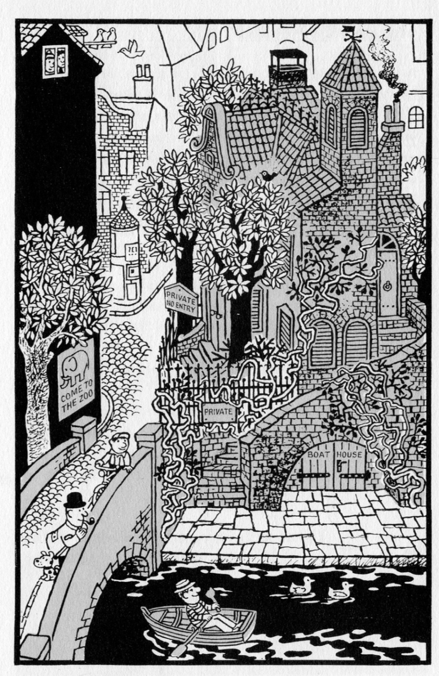 PRIVATE
NO ENTRY
COME TO
THE ZOO
PRIVATE
BOAT HOUSE